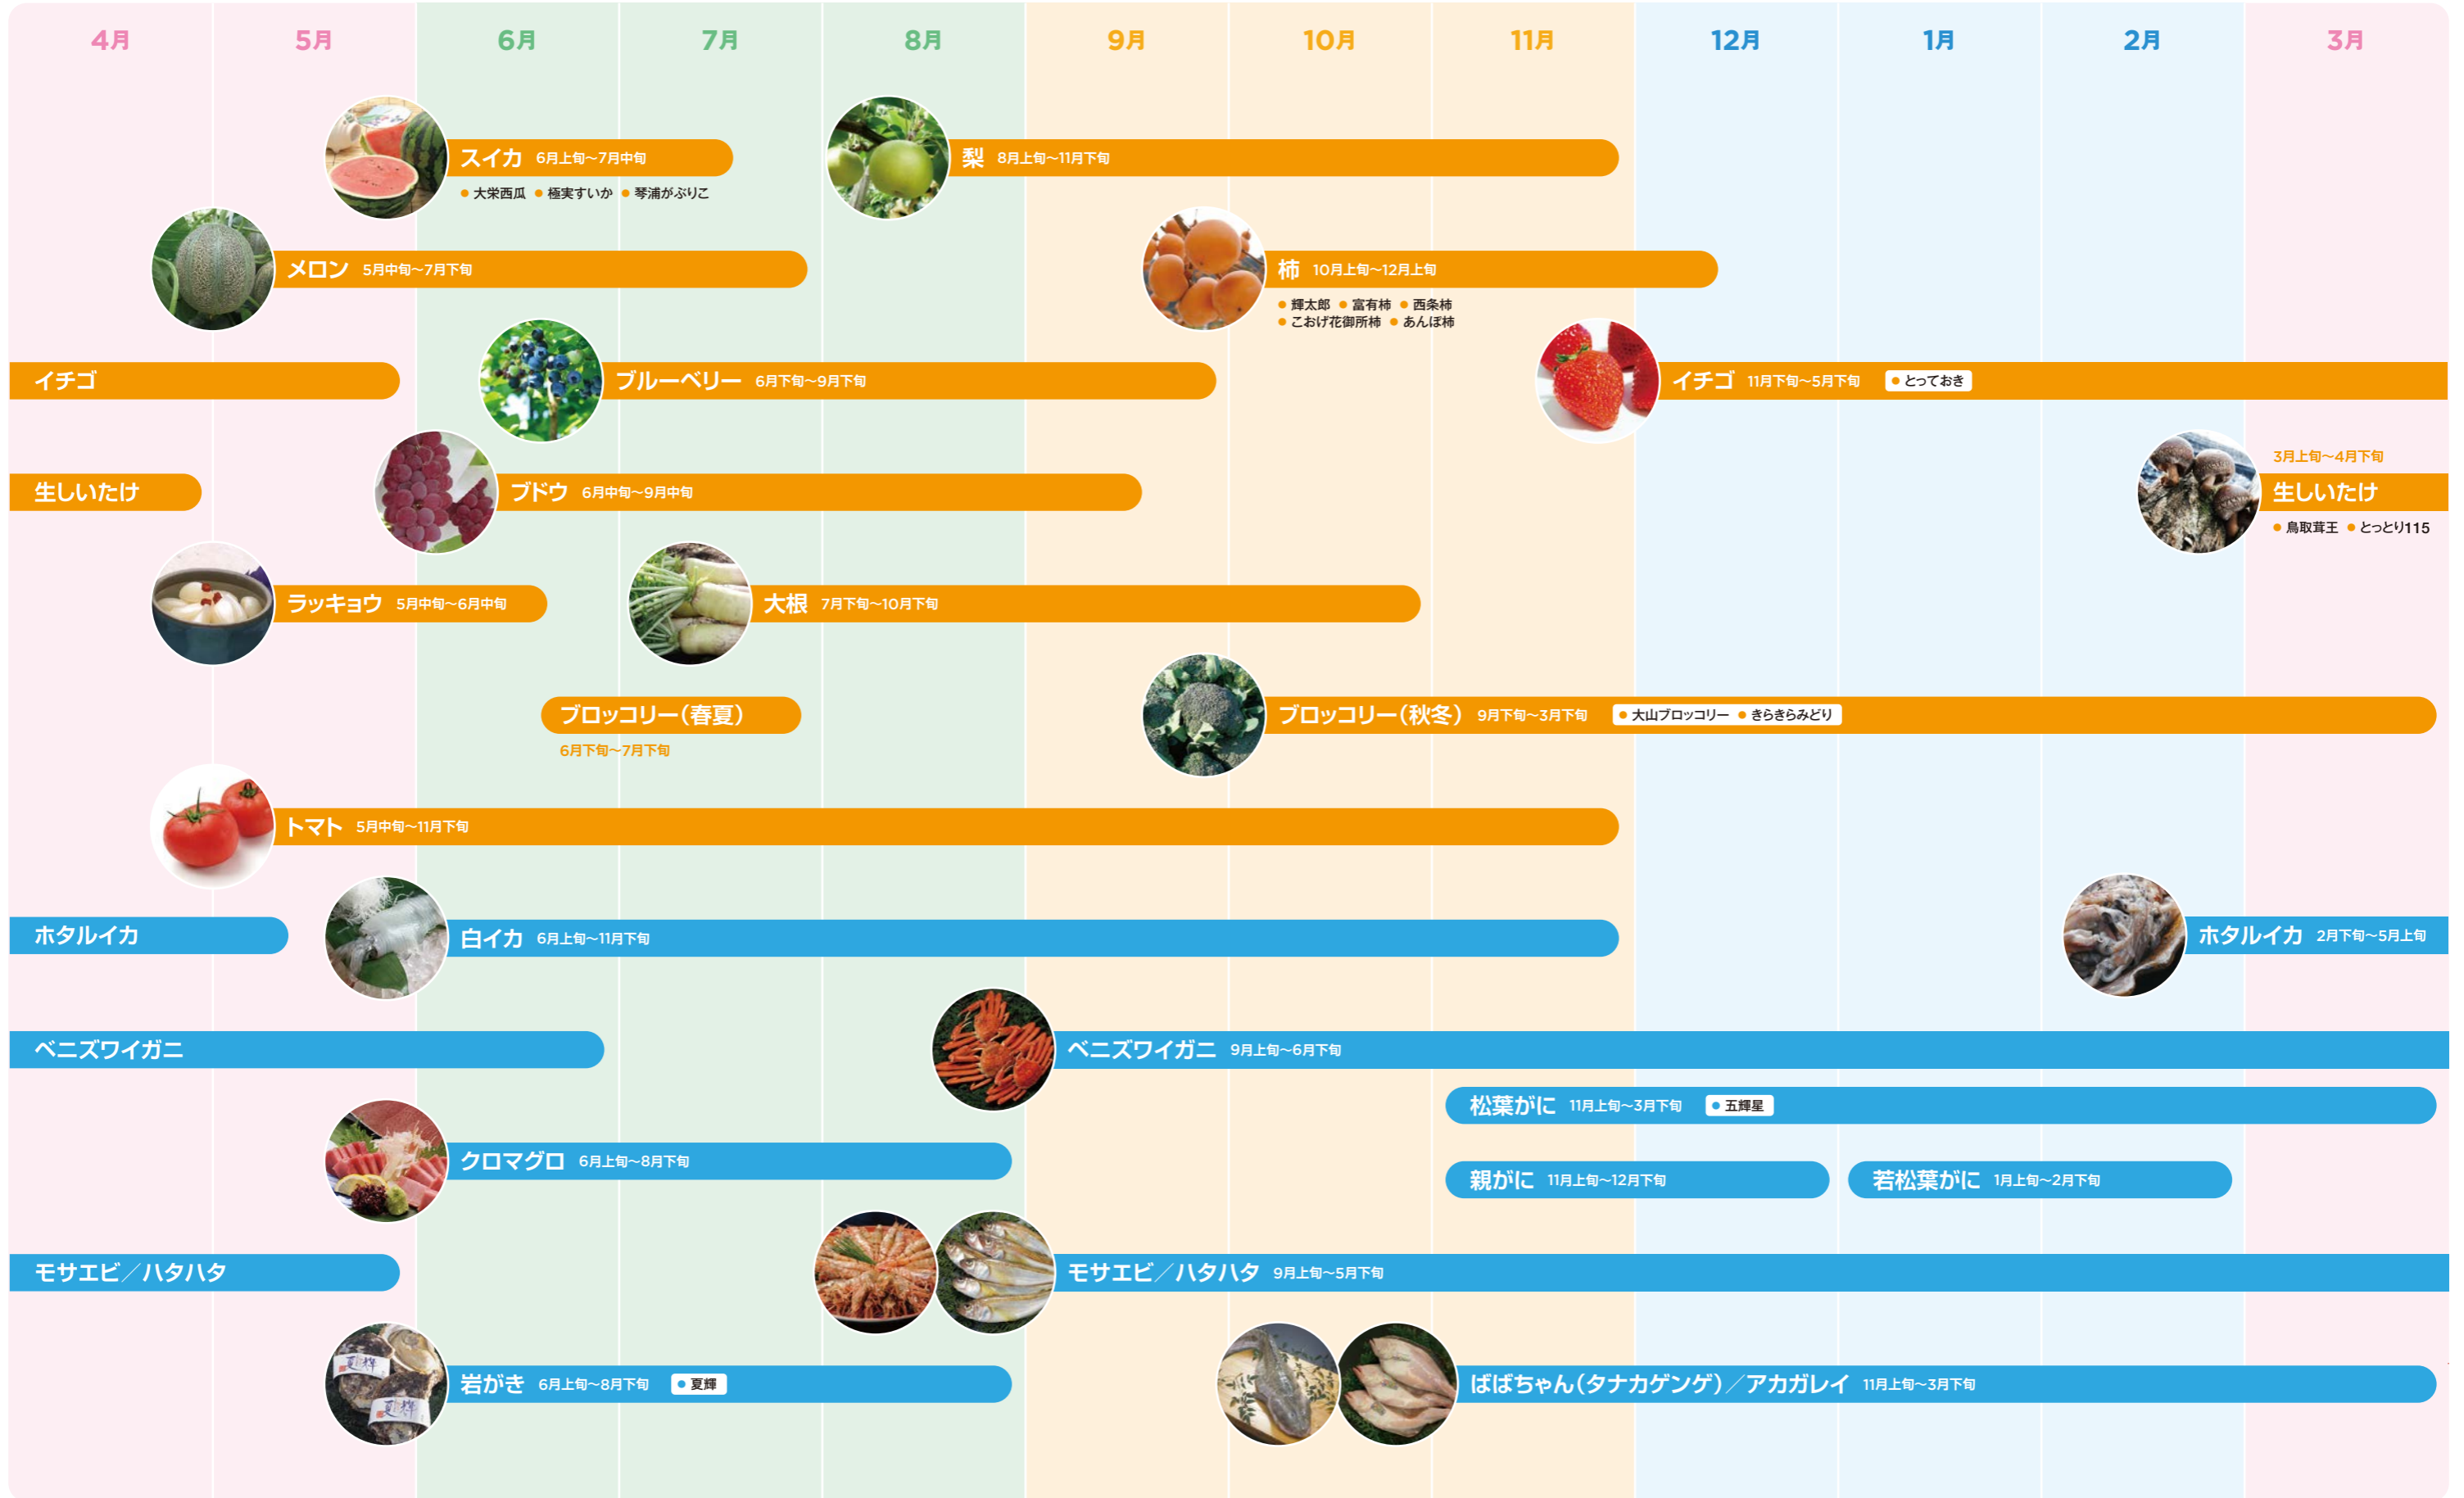 4月 5月 6月 7月 8月 9月 10月 11月 12月 1月 2月 3月
スイカ 6月上旬～7月中旬
● 大栄西瓜 ● 極実すいか ● 琴浦がぶりこ
梨 8月上旬～11月下旬
メロン 5月中旬～7月下旬
柿 10月上旬～12月上旬
● 輝太郎 ● 富有柿 ● 西条柿
● こおげ花御所柿 ● あんぽ柿
イチゴ
ブルーベリー 6月下旬～9月下旬
イチゴ 11月下旬～5月下旬 ● とっておき
生しいたけ
ブドウ 6月中旬～9月中旬
3月上旬～4月下旬
生しいたけ
● 鳥取茸王 ● とっとり115
ラッキョウ 5月中旬～6月中旬
大根 7月下旬～10月下旬
ブロッコリー（春夏）
6月下旬～7月下旬
ブロッコリー（秋冬） 9月下旬～3月下旬 ● 大山ブロッコリー ● きらきらみどり
トマト 5月中旬～11月下旬
ホタルイカ
白イカ 6月上旬～11月下旬
ホタルイカ 2月下旬～5月上旬
ベニズワイガニ
ベニズワイガニ 9月上旬～6月下旬
松葉がに 11月上旬～3月下旬 ● 五輝星
クロマグロ 6月上旬～8月下旬
親がに 11月上旬～12月下旬
若松葉がに 1月上旬～2月下旬
モサエビ／ハタハタ
モサエビ／ハタハタ 9月上旬～5月下旬
夏輝
夏輝
岩がき 6月上旬～8月下旬 ● 夏輝
ばばちゃん（タナカゲンゲ）／アカガレイ 11月上旬～3月下旬